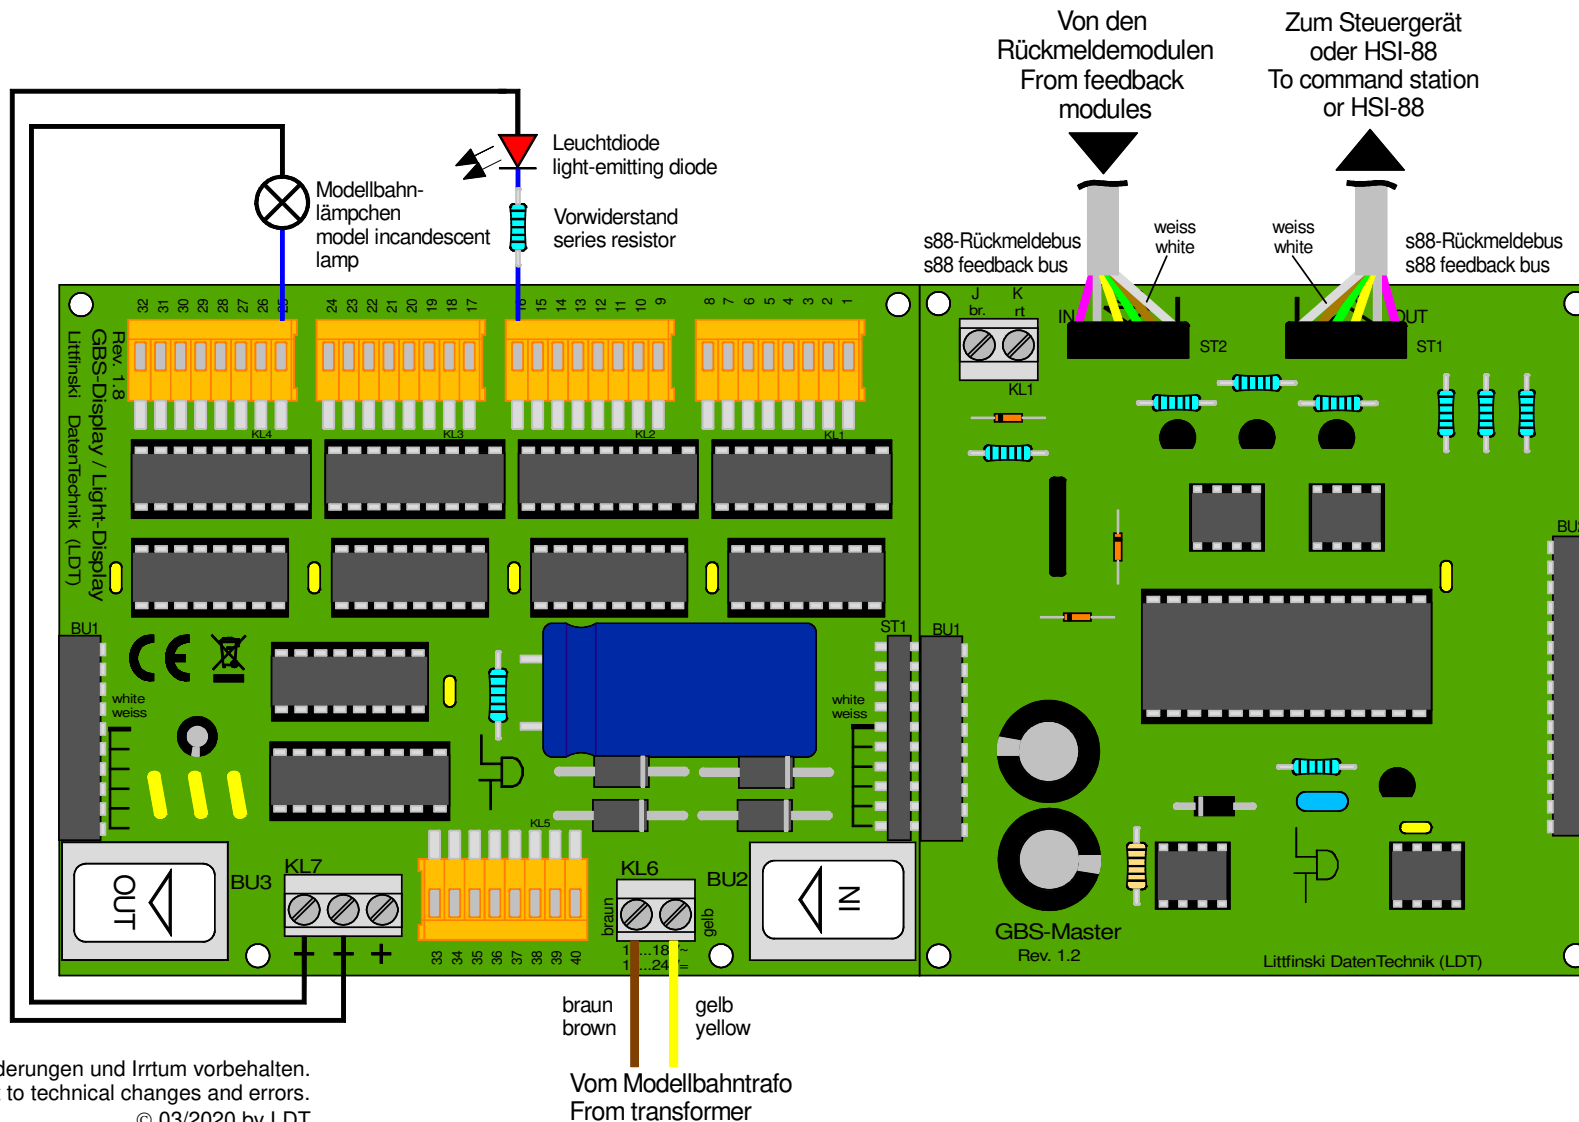 Von den
Rückmeldemodulen
From feedback
modules
Zum Steuergerät
oder HSI-88
To command station
or HSI-88
Leuchtdiode
light-emitting diode
Modellbahn-
lämpchen
model incandescent
lamp
Vorwiderstand
series resistor
s88-Rückmeldebus
s88 feedback bus
weiss
white
weiss
white
s88-Rückmeldebus
s88 feedback bus
32 31 30 29 28 27 26
24 23 22 21 20 19 18 17
15 14 13 12 11 10 9
8 7 6 5 4 3 2 1
J K
br. rt
IN
ST2
ST1
KL1
Rev. 1.8
GBS-Display / Light-Display
Littfinski DatenTechnik (LDT)
KL4
KL3
KL2
KL1
BU1
CE
white
weiss
ST1
BU1
white
weiss
KL5
OUT
BU3
KL7
KL6
BU2
IN
braun
gelb
+
33 34 35 36 37 38 39 40
GBS-Master
Rev. 1.2
Littfinski DatenTechnik (LDT)
braun
brown
gelb
yellow
Vom Modellbahntrafo
From transformer
und Irrtum vorbehalten.
to technical changes and errors.
© 03/2020 by LDT